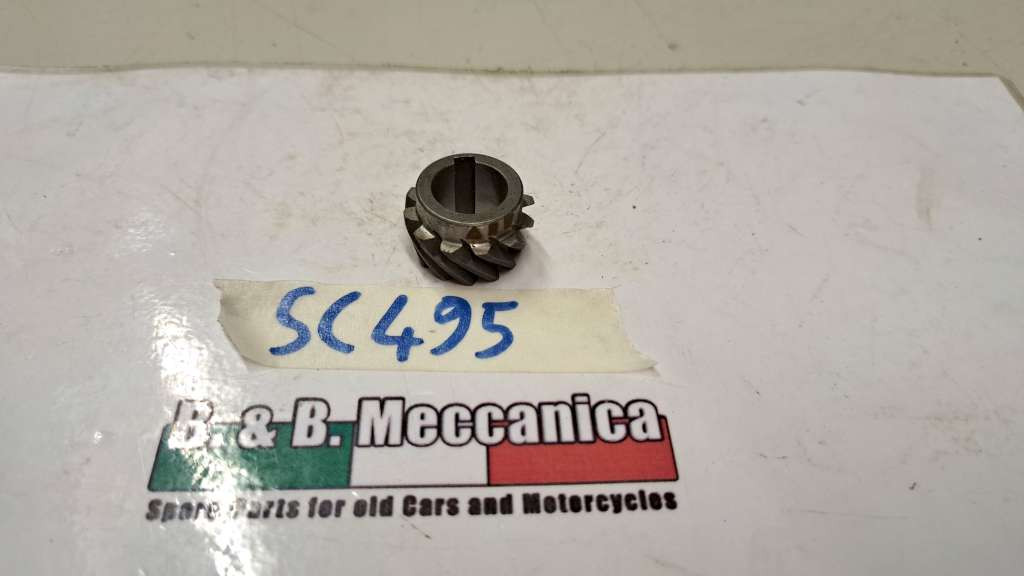 SC495
B. & B. Meccanica
Spare Parts for old Cars and Motorcycles